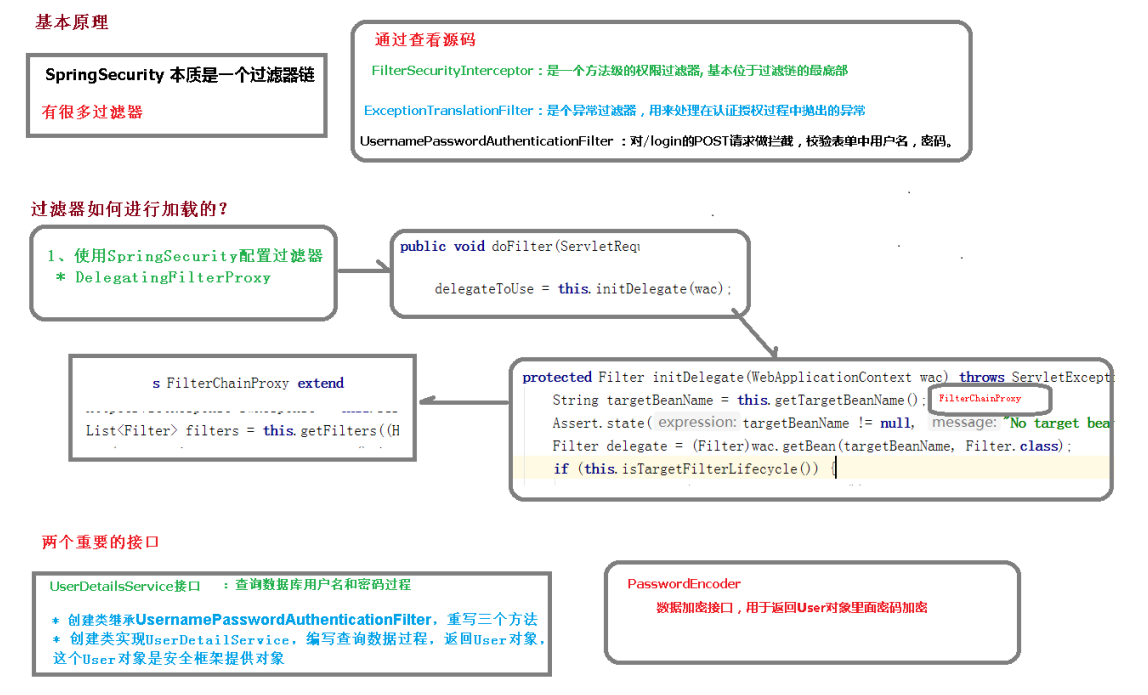 基本原理
SpringSecurity 本质是一个过滤器链
有很多过滤器
通过查看源码
FilterSecurityInterceptor：是一个方法级的权限过滤器, 基本位于过滤链的最底部
ExceptionTranslationFilter：是个异常过滤器，用来处理在认证授权过程中抛出的异常
UsernamePasswordAuthenticationFilter ：对/login的POST请求做拦截，校验表单中用户名，密码。
过滤器如何进行加载的？
1、使用SpringSecurity配置过滤器
* DelegatingFilterProxy
public void doFilter(ServletRequ
delegateToUse = this.initDelegate(wac);
protected Filter initDelegate(WebApplicationContext wac) throws ServletExcepti
String targetBeanName = this.getTargetBeanName();
FilterChainProxy
Assert.state( expression: targetBeanName != null, message: "No target bea
Filter delegate = (Filter)wac.getBean(targetBeanName, Filter.class);
if (this.isTargetFilterLifecycle()) {
s FilterChainProxy extend
List<Filter> filters = this.getFilters((H
两个重要的接口
UserDetailsService接口 ：查询数据库用户名和密码过程
* 创建类继承UsernamePasswordAuthenticationFilter，重写三个方法
* 创建类实现UserDetailService，编写查询数据过程，返回User对象，
这个User对象是安全框架提供对象
PasswordEncoder
数据加密接口，用于返回User对象里面密码加密